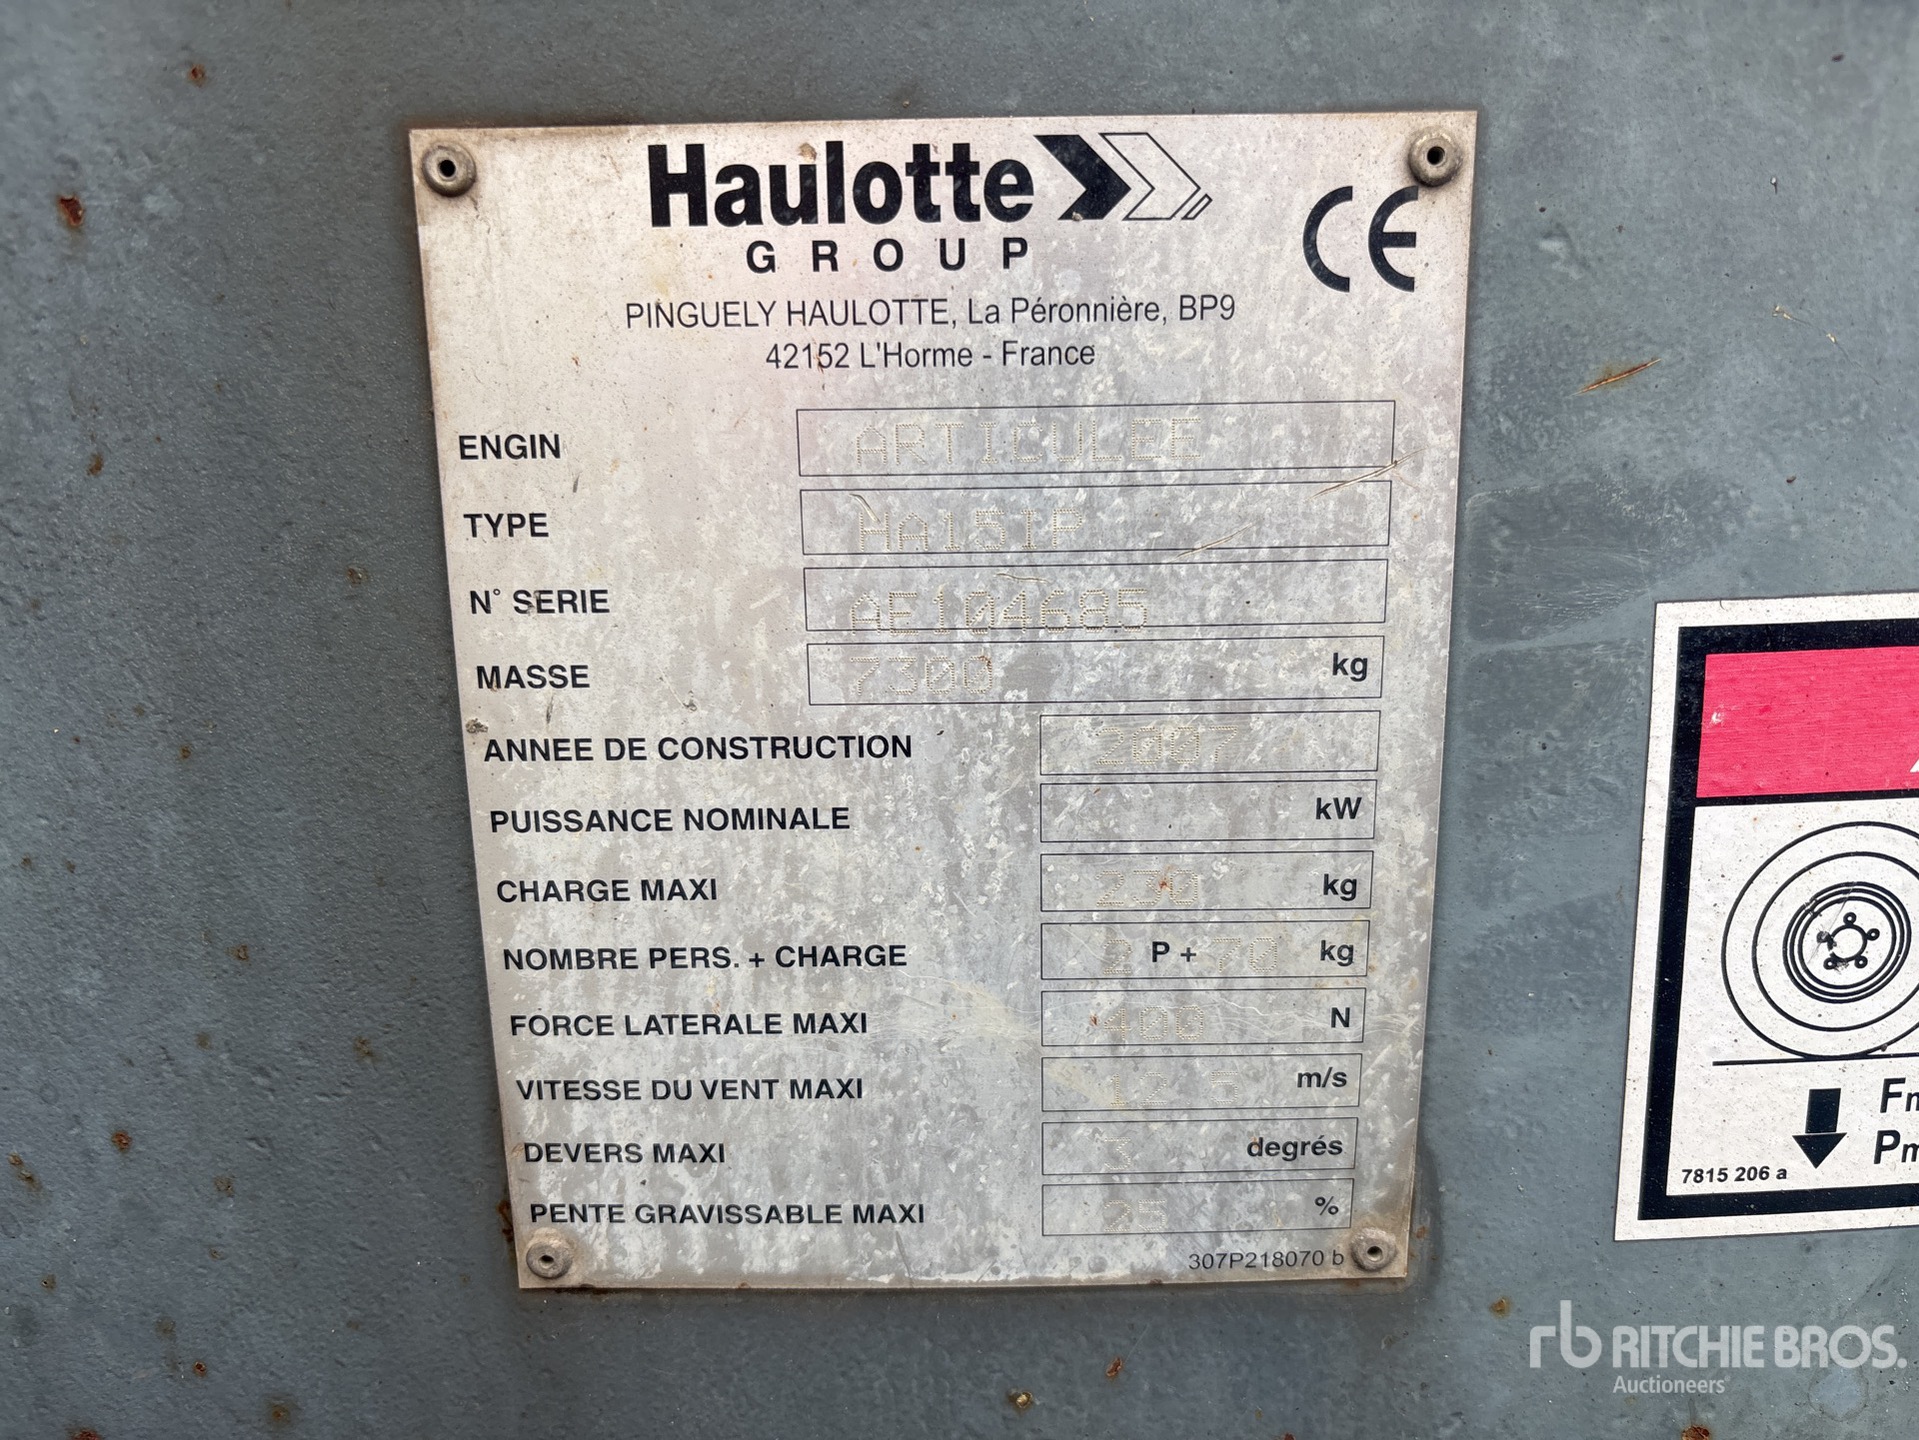 Haulotte
GROUP
CE
PINGUELY HAULOTTE, La Péronnière, BP9
42152 L'Horme - France
ENGIN ARTICULEE
TYPE HA15IP
N° SERIE AE104685
MASSE 7300 kg
ANNEE DE CONSTRUCTION 2007
PUISSANCE NOMINALE kW
CHARGE MAXI 230 kg
NOMBRE PERS. + CHARGE 2 P + 70 kg
FORCE LATERALE MAXI 400 N
VITESSE DU VENT MAXI 12.5 m/s
DEVERS MAXI 3 degrés
PENTE GRAVISSABLE MAXI 25 %
307P218070 b
7815 206 a
rb RITCHIE BROS.
Auctioneers